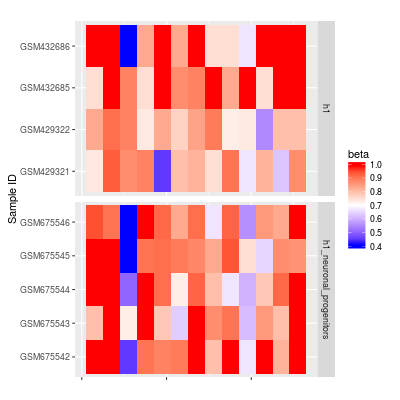 Sample ID
GSM432686
GSM432685
GSM429322
GSM429321
h1
GSM675546
GSM675545
GSM675544
GSM675543
GSM675542
h1_neuronal_progenitors
beta
1.0
0.9
0.8
0.7
0.6
0.5
0.4